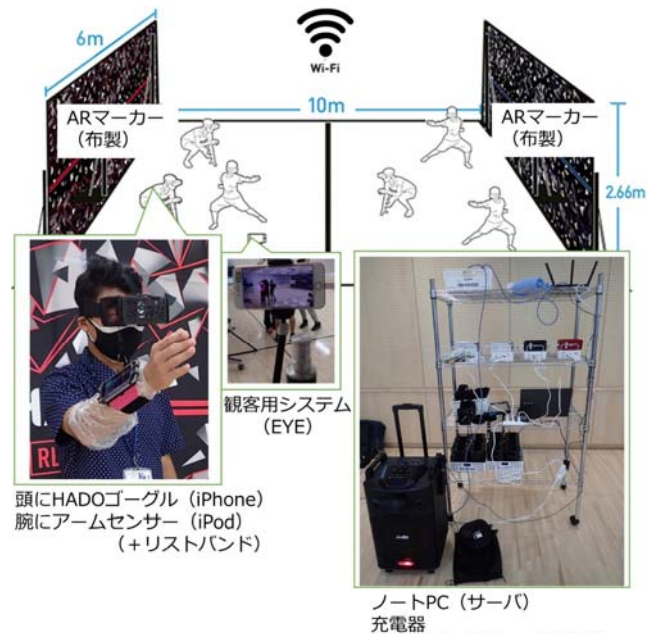 6m
Wi-Fi
10m
ARマーカー
（布製）
ARマーカー
（布製）
2.66m
観客用システム
（EYE）
頭にHADOゴーグル（iPhone）
腕にアームセンサー（iPod）
（＋リストバンド）
ノートPC（サーバ）
充電器